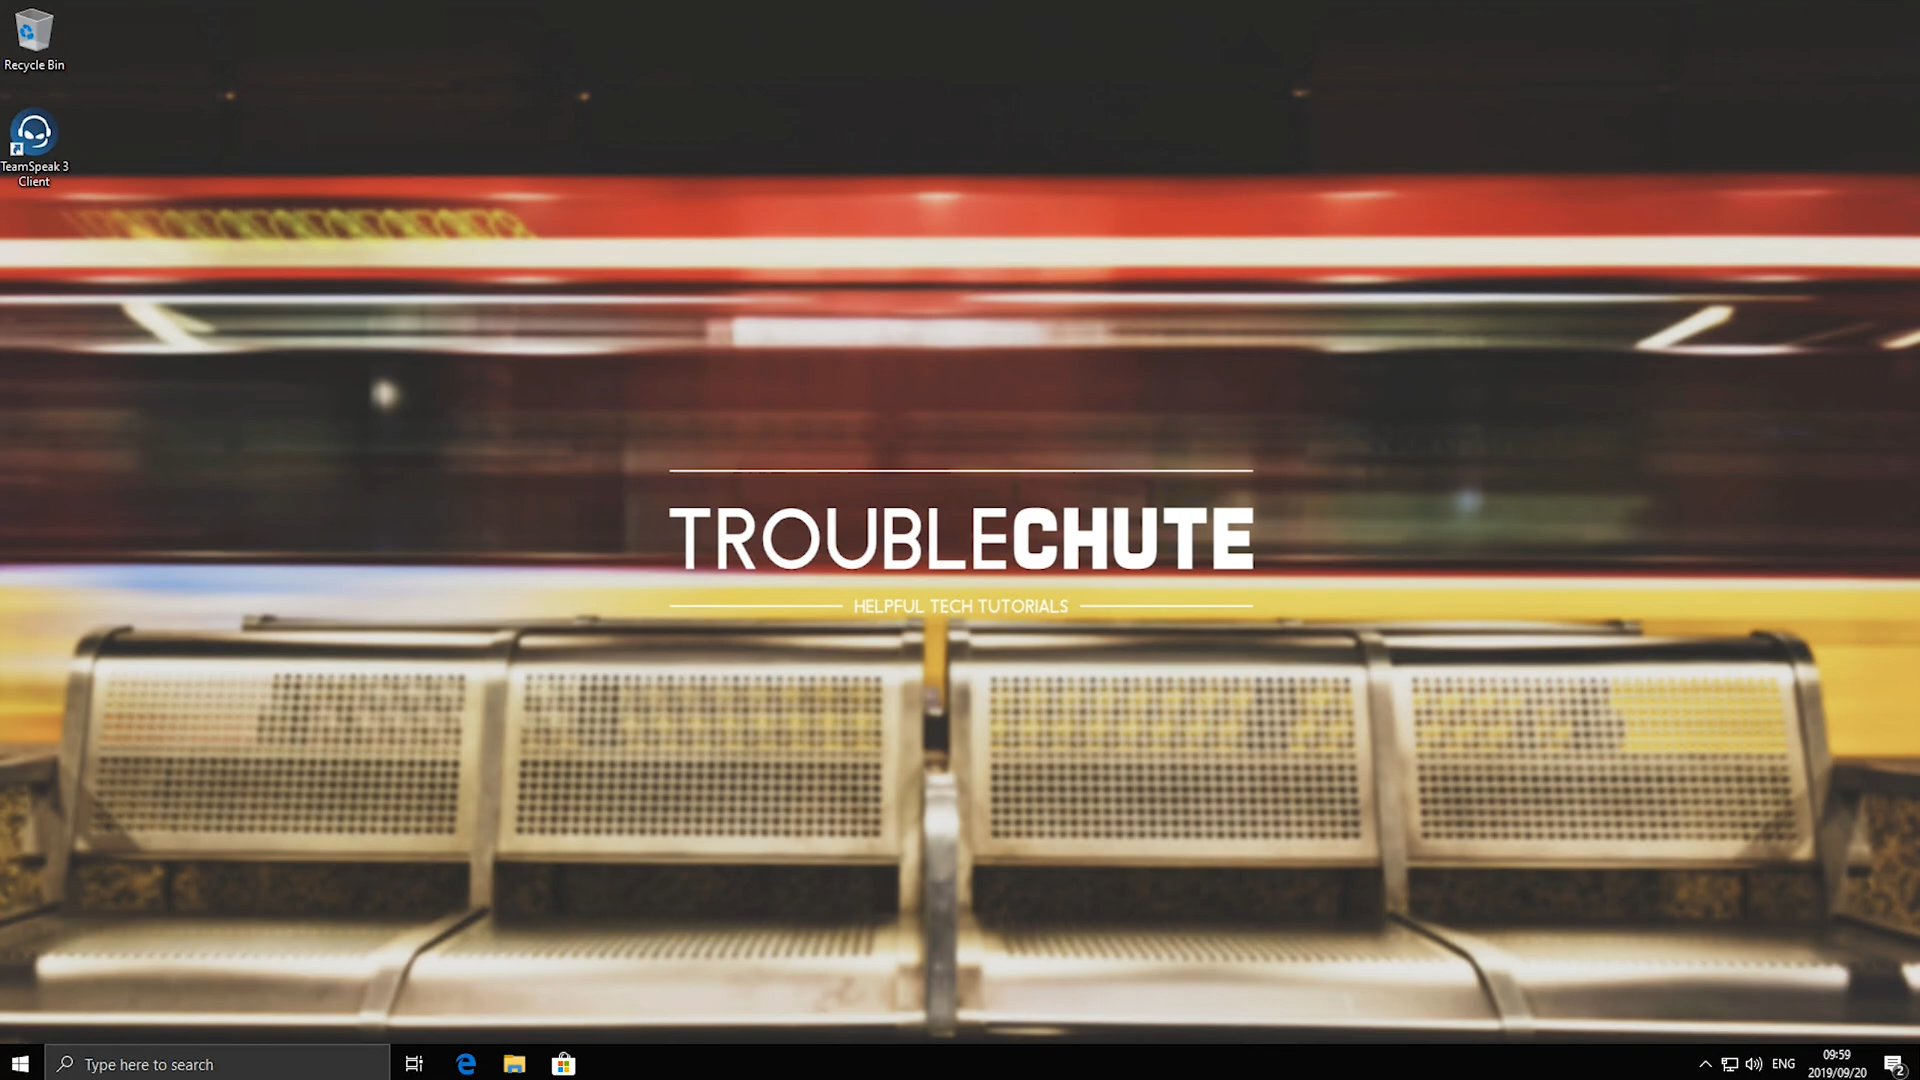 Recycle Bin
TeamSpeak 3
Client
TROUBLECHUTE
HELPFUL TECH TUTORIALS
Type here to search
ENG
09:59
2019/09/20
2